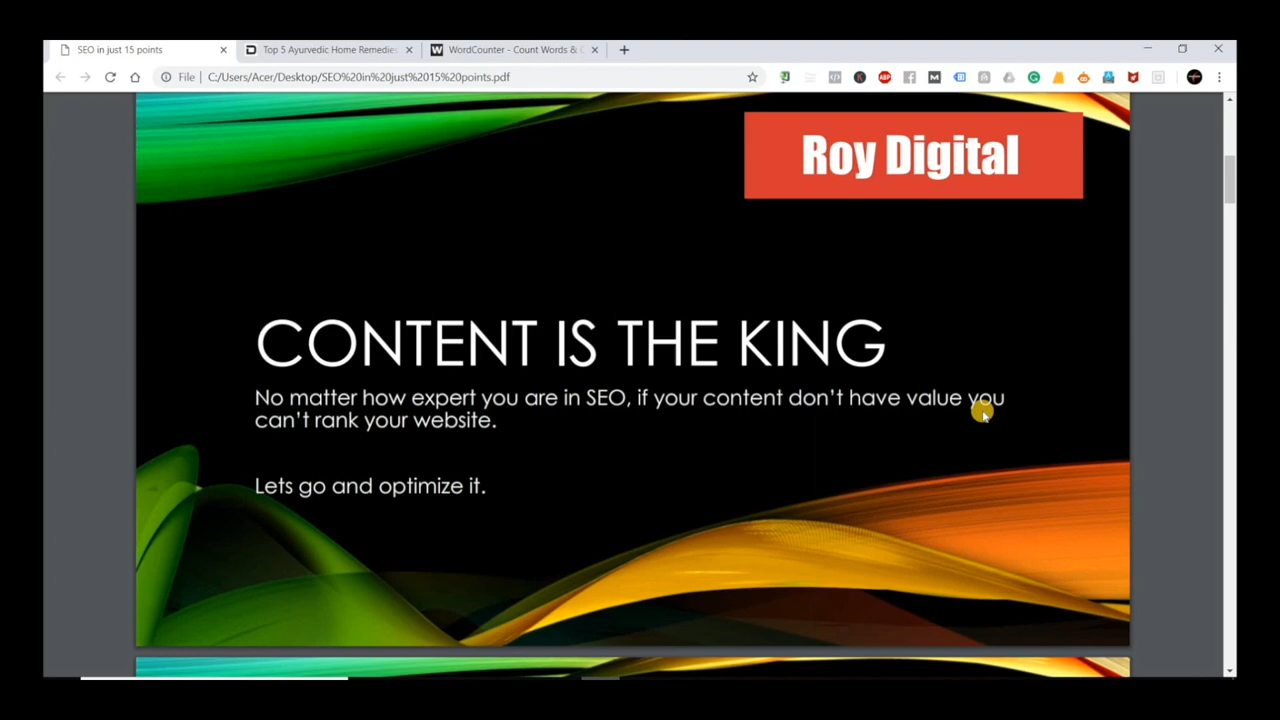 SEO in just 15 points
Top 5 Ayurvedic Home Remedies
WordCounter - Count Words &
File
C:/Users/Acer/Desktop/SEO%20in%20just%2015%20points.pdf
ABP
Roy Digital
CONTENT IS THE KING
No matter how expert you are in SEO, if your content don’t have value you
can’t rank your website.
Lets go and optimize it.